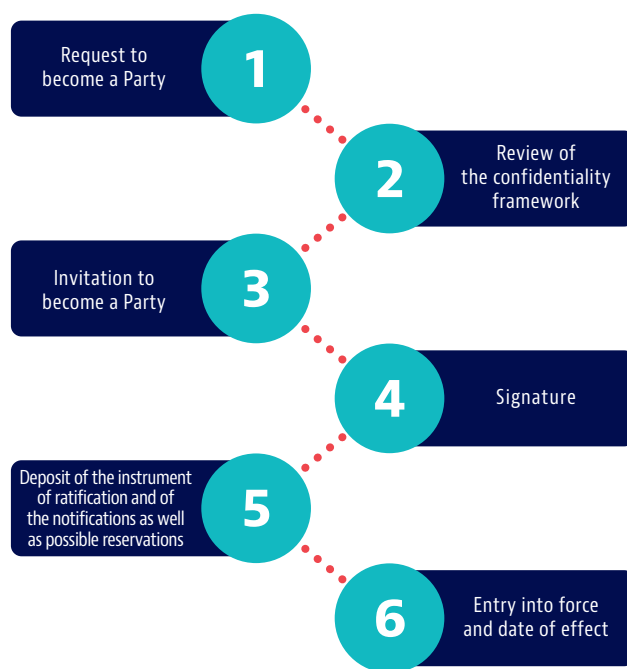 Request to
become a Party
1
2
Review of
the confidentiality
framework
Invitation to
become a Party
3
4
Signature
Deposit of the instrument
of ratification and of
the notifications as well
as possible reservations
5
6
Entry into force
and date of effect